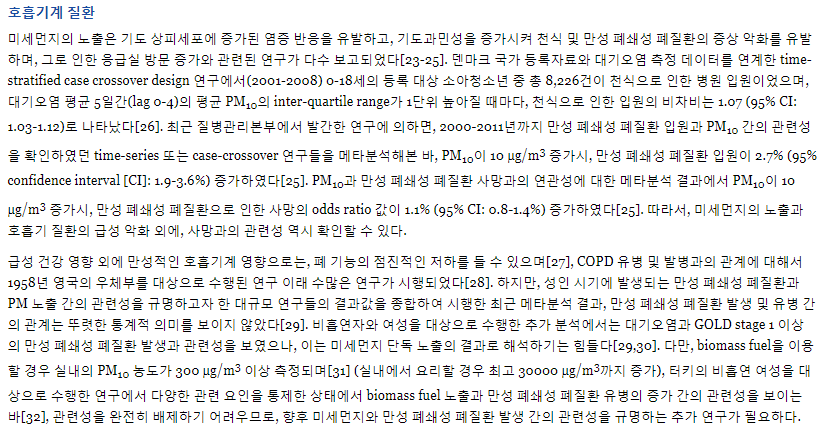 호흡기계 질환
미세먼지의 노출은 기도 상피세포에 증가된 염증 반응을 유발하고, 기도과민성을 증가시켜 천식 및 만성 폐쇄성 폐질환의 증상 악화를 유발
하며, 그로 인한 응급실 방문 증가와 관련된 연구가 다수 보고되었다[23-25]. 덴마크 국가 등록자료와 대기오염 측정 데이터를 연계한 time-
stratified case crossover design 연구에서(2001-2008) 0-18세의 등록 대상 소아청소년 중 총 8,226건이 천식으로 인한 병원 입원이었으며,
대기오염 평균 5일간(lag 0-4)의 평균 PM₁₀의 inter-quartile range가 1단위 높아질 때마다, 천식으로 인한 입원의 비차비는 1.07 (95% CI:
1.03-1.12)로 나타났다[26]. 최근 질병관리본부에서 발간한 연구에 의하면, 2000-2011년까지 만성 폐쇄성 폐질환 입원과 PM₁₀ 간의 관련성
을 확인하였던 time-series 또는 case-crossover 연구들을 메타분석해본 바, PM₁₀이 10 μg/m³ 증가시, 만성 폐쇄성 폐질환 입원이 2.7% (95%
confidence interval [CI]: 1.9-3.6%) 증가하였다[25]. PM₁₀과 만성 폐쇄성 폐질환 사망과의 연관성에 대한 메타분석 결과에서 PM₁₀이 10
μg/m³ 증가시, 만성 폐쇄성 폐질환으로 인한 사망의 odds ratio 값이 1.1% (95% CI: 0.8-1.4%) 증가하였다[25]. 따라서, 미세먼지의 노출과
호흡기 질환의 급성 악화 외에, 사망과의 관련성 역시 확인할 수 있다.
급성 건강 영향 외에 만성적인 호흡기계 영향으로는, 폐 기능의 점진적인 저하를 들 수 있으며[27], COPD 유병 및 발병과의 관계에 대해서
1958년 영국의 우체부를 대상으로 수행된 연구 이래 수많은 연구가 시행되었다[28]. 하지만, 성인 시기에 발생되는 만성 폐쇄성 폐질환과
PM 노출 간의 관련성을 규명하고자 한 대규모 연구들의 결과값을 종합하여 시행한 최근 메타분석 결과, 만성 폐쇄성 폐질환 발생 및 유병 간
의 관계는 뚜렷한 통계적 의미를 보이지 않았다[29]. 비흡연자와 여성을 대상으로 수행한 추가 분석에서는 대기오염과 GOLD stage 1 이상
의 만성 폐쇄성 폐질환 발생과 관련성을 보였으나, 이는 미세먼지 단독 노출의 결과로 해석하기는 힘들다[29,30]. 다만, biomass fuel을 이용
할 경우 실내의 PM₁₀ 농도가 300 μg/m³ 이상 측정되며[31] (실내에서 요리할 경우 최고 30000 μg/m³까지 증가), 터키의 비흡연 여성을 대
상으로 수행한 연구에서 다양한 관련 요인을 통제한 상태에서 biomass fuel 노출과 만성 폐쇄성 폐질환 유병의 증가 간의 관련성을 보이는
바[32], 관련성을 완전히 배제하기 어려우므로, 향후 미세먼지와 만성 폐쇄성 폐질환 발생 간의 관련성을 규명하는 추가 연구가 필요하다.